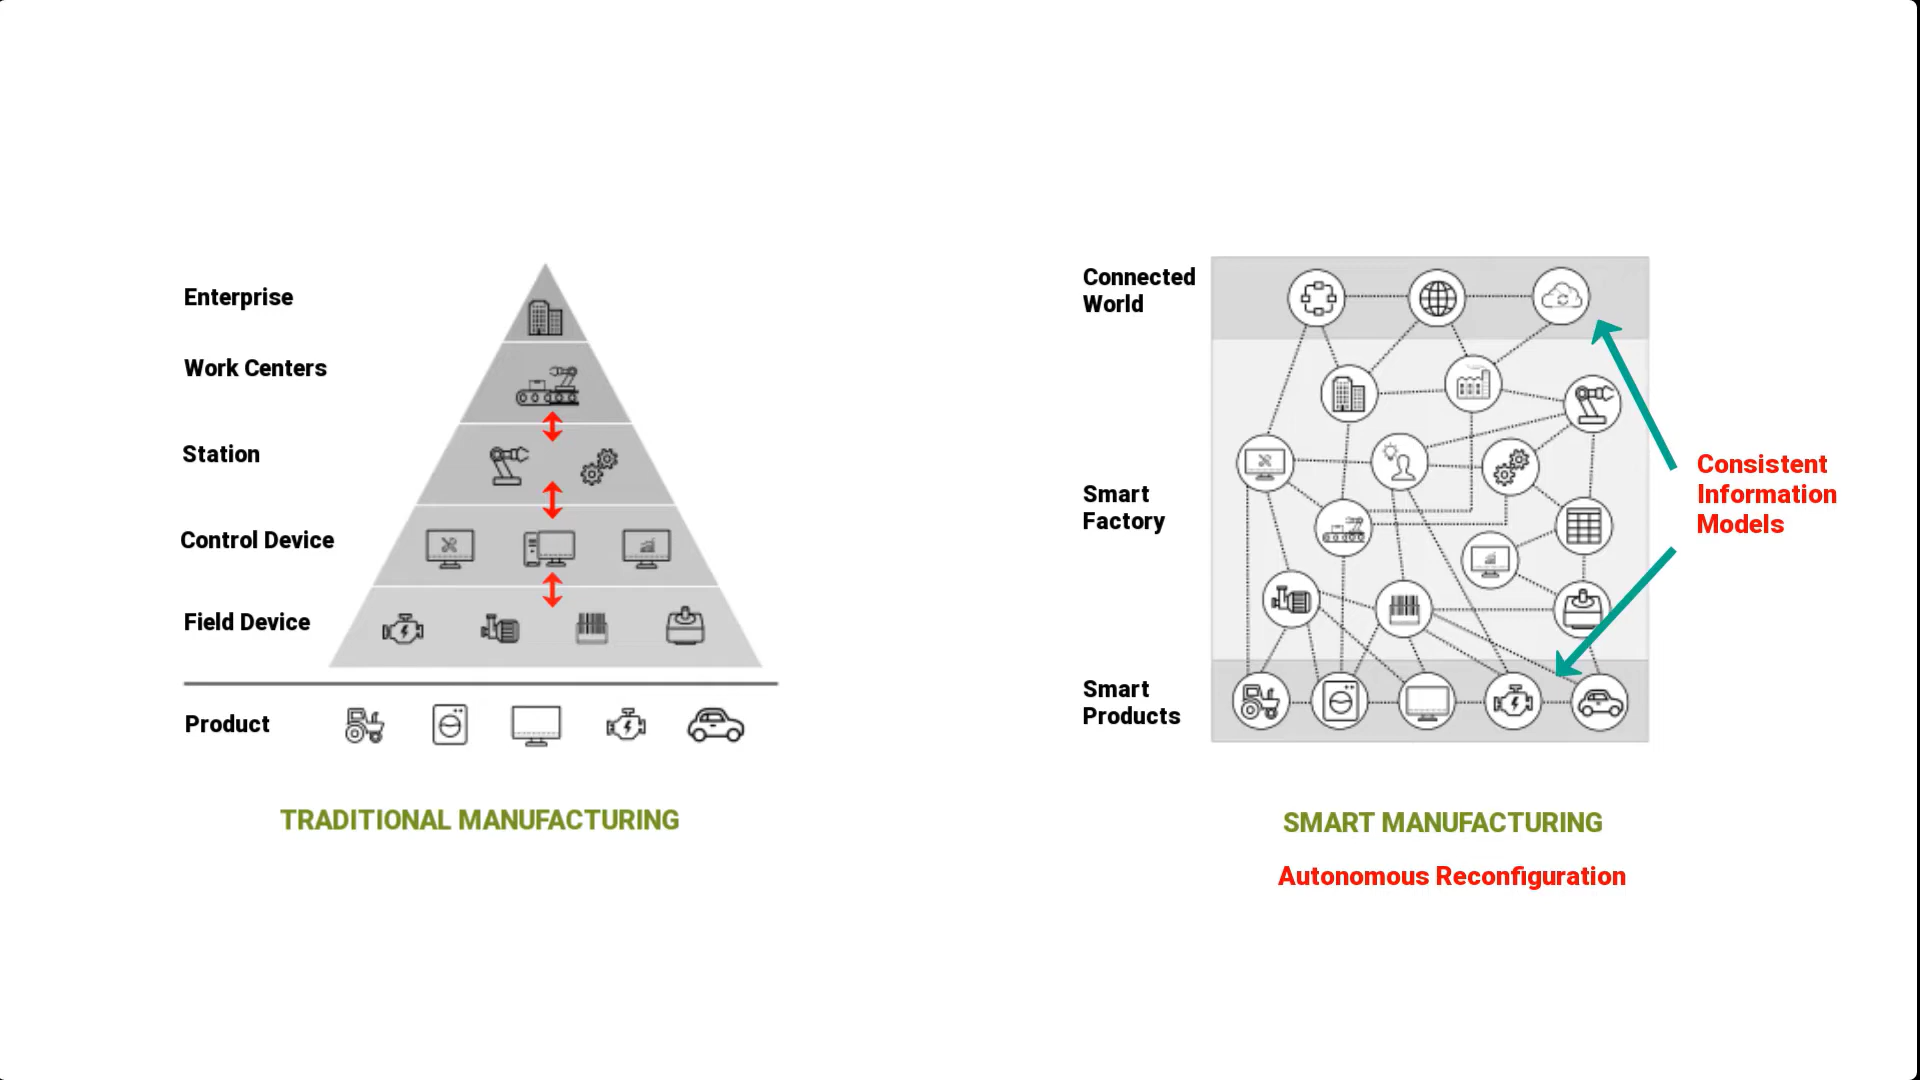 Enterprise
Work Centers
Station
Control Device
Field Device
Product
TRADITIONAL MANUFACTURING
Connected
World
Smart
Factory
Smart
Products
Consistent
Information
Models
SMART MANUFACTURING
Autonomous Reconfiguration